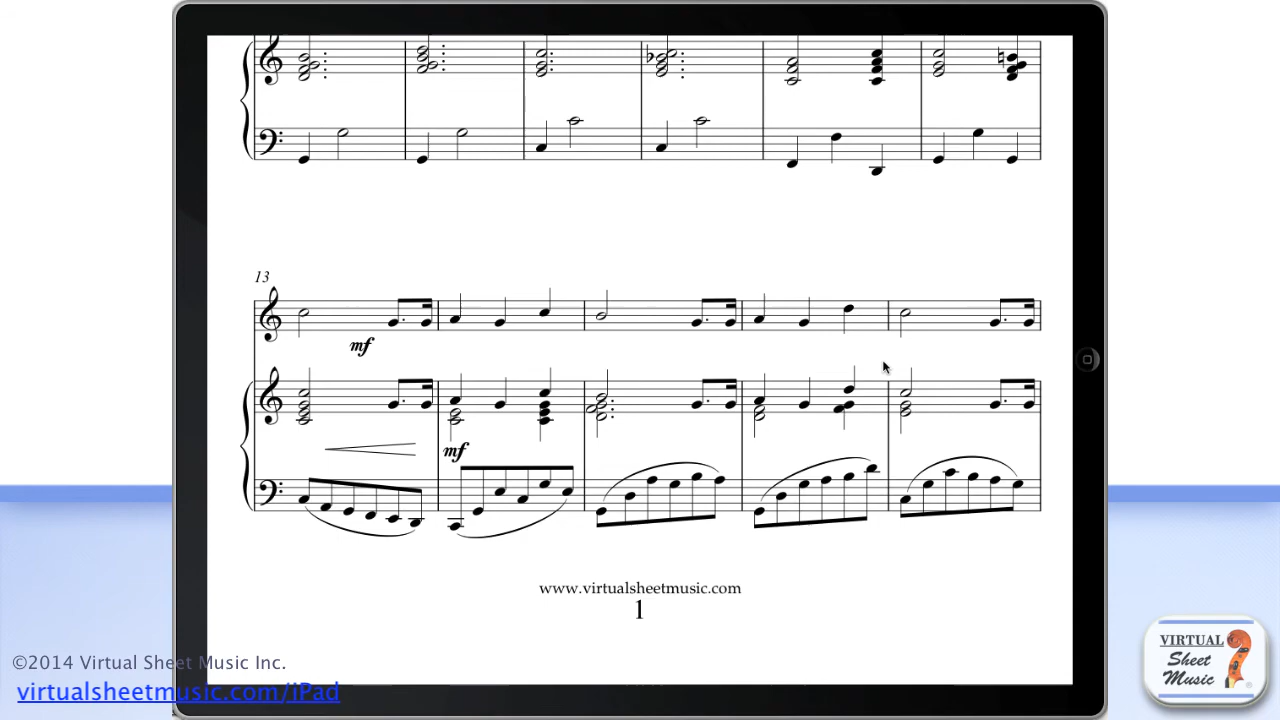 13
mf
mf
www.virtualsheetmusic.com
1
©2014 Virtual Sheet Music Inc.
virtualsheetmusic.com/iPad
VIRTUAL
Sheet
Music
®